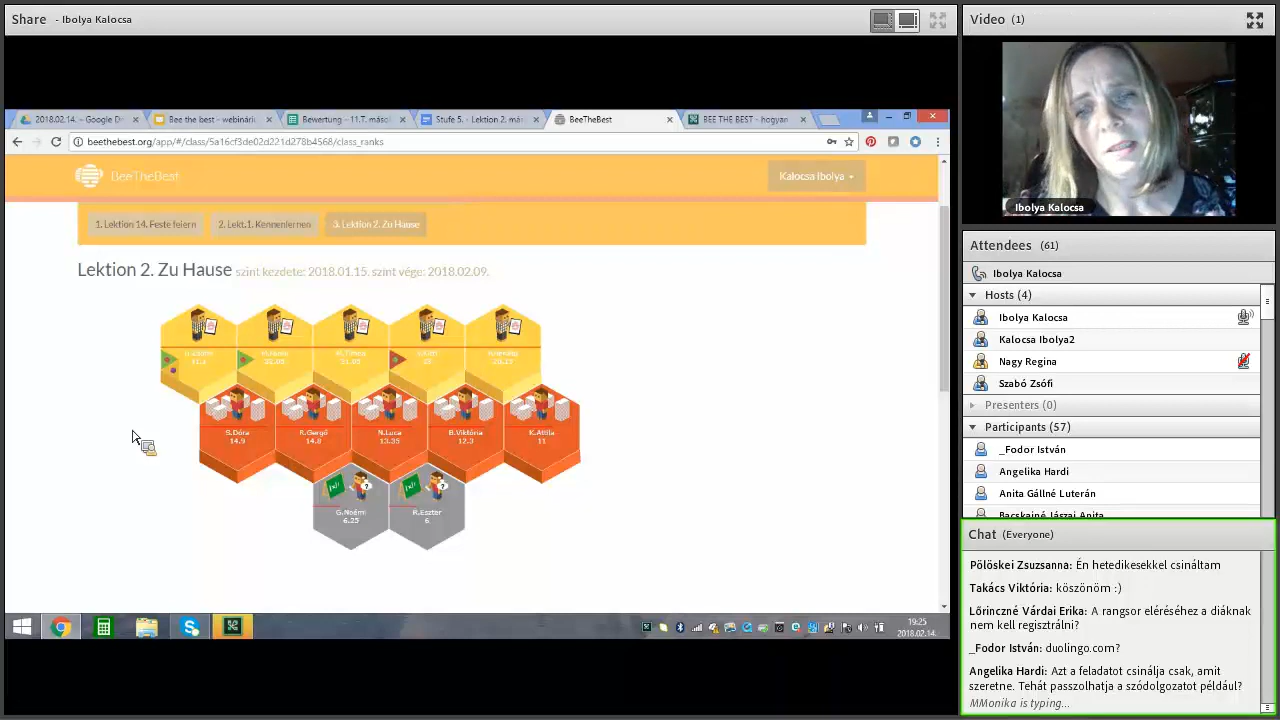 Share - Ibolya Kalocsa
Video (1)
2018.02.14. – Google D
Bee the best - webinári
Bewertung – 11.T. másol
Stufe 5. – Lektion 2. má
BeeTheBest
BEE THE BEST - hogyan
beethebest.org/app/#/class/5a16cf3de02d221d278b4568/class_ranks
BeeTheBest
Kalocsa Ibolya
1. Lektion 14. Feste feiern
2. Lekt.1. Kennenlernen
3. Lektion 2. Zu Hause
Lektion 2. Zu Hause szint kezdete: 2018.01.15. szint vége: 2018.02.09.
S.Dóra
14.9
R.Gergő
14.8
N.Luca
13.35
B.Viktória
12.3
K.Attila
11
G.Noémi
6.25
R.Eszter
6
19:25
2018.02.14.
Ibolya Kalocsa
Attendees (61)
Ibolya Kalocsa
Hosts (4)
Ibolya Kalocsa
Kalocsa Ibolya2
Nagy Regina
Szabó Zsófi
Presenters (0)
Participants (57)
_Fodor István
Angelika Hardi
Anita Gállné Luterán
Bacskainé Jászai Anita
Chat (Everyone)
Pölöskei Zsuzsanna: Én hetedikesekkel csináltam
Takács Viktória: köszönöm :)
Lőrinczné Várdai Erika: A rangsor eléréséhez a diáknak
nem kell regisztrálni?
_Fodor István: duolingo.com?
Angelika Hardi: Azt a feladatot csinálja csak, amit
szeretne. Tehát passzolhatja a szódolgozatot például?
MMonika is typing...